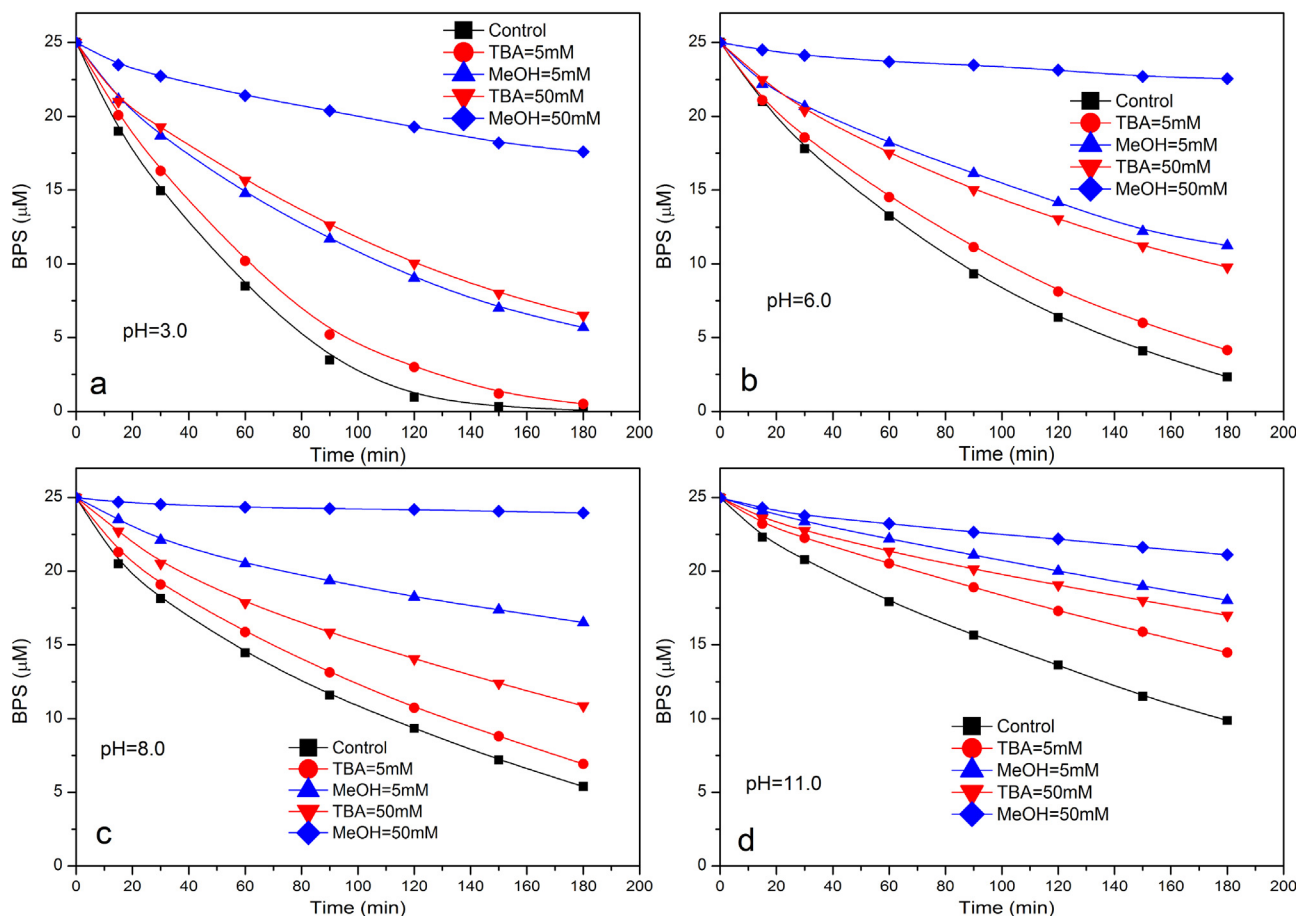 Control
TBA=5mM
MeOH=5mM
TBA=50mM
MeOH=50mM
25
20
15
10
5
0
BPS (μM)
pH=3.0
a
0 20 40 60 80 100 120 140 160 180 200
Time (min)
Control
TBA=5mM
MeOH=5mM
TBA=50mM
MeOH=50mM
25
20
15
10
5
0
BPS (μM)
pH=6.0
b
0 20 40 60 80 100 120 140 160 180 200
Time (min)
25
20
15
10
5
0
BPS (μM)
pH=8.0
Control
TBA=5mM
MeOH=5mM
TBA=50mM
MeOH=50mM
c
0 20 40 60 80 100 120 140 160 180 200
Time (min)
25
20
15
10
5
0
BPS (μM)
pH=11.0
Control
TBA=5mM
MeOH=5mM
TBA=50mM
MeOH=50mM
d
0 20 40 60 80 100 120 140 160 180 200
Time (min)